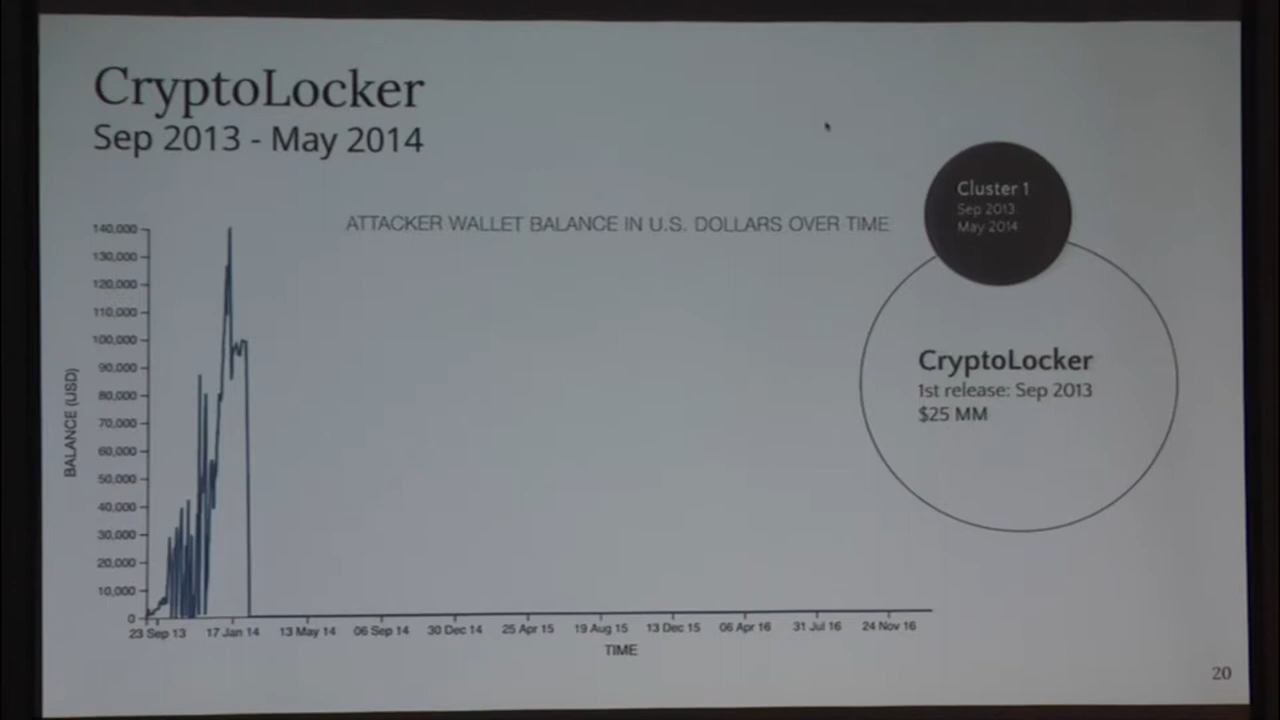 CryptoLocker
Sep 2013 - May 2014
ATTACKER WALLET BALANCE IN U.S. DOLLARS OVER TIME
BALANCE (USD)
140,000
130,000
120,000
110,000
100,000
90,000
80,000
70,000
60,000
50,000
40,000
30,000
20,000
10,000
0
23 Sep 13 17 Jan 14 13 May 14 06 Sep 14 30 Dec 14 25 Apr 15 19 Aug 15 13 Dec 15 06 Apr 16 31 Jul 16 24 Nov 16
TIME
Cluster 1
Sep 2013
May 2014
CryptoLocker
1st release: Sep 2013
$25 MM
20